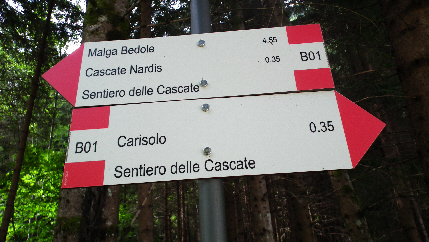 Malga Bedole 4.55
Cascate Nardis 0.35 B01
Sentiero delle Cascate
B01 Carisolo 0.35
Sentiero delle Cascate